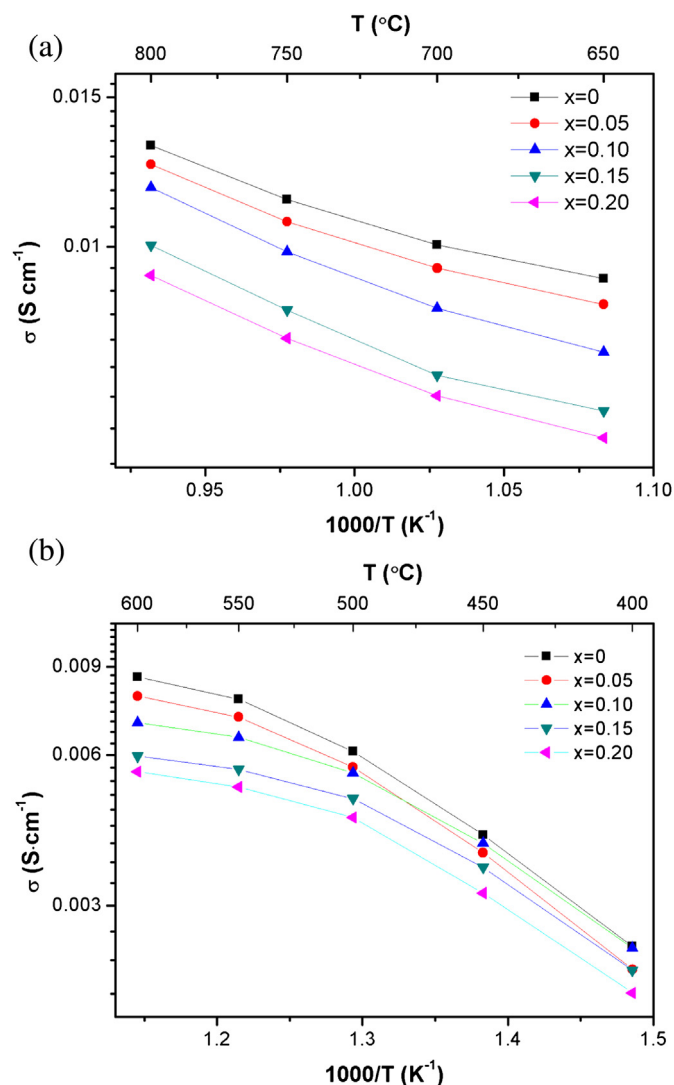 (a)
T (°C)
800 750 700 650
0.015
0.01
σ (S cm⁻¹)
x=0
x=0.05
x=0.10
x=0.15
x=0.20
0.95 1.00 1.05 1.10
1000/T (K⁻¹)
(b)
T (°C)
600 550 500 450 400
0.009
0.006
0.003
σ (S·cm⁻¹)
x=0
x=0.05
x=0.10
x=0.15
x=0.20
1.2 1.3 1.4 1.5
1000/T (K⁻¹)